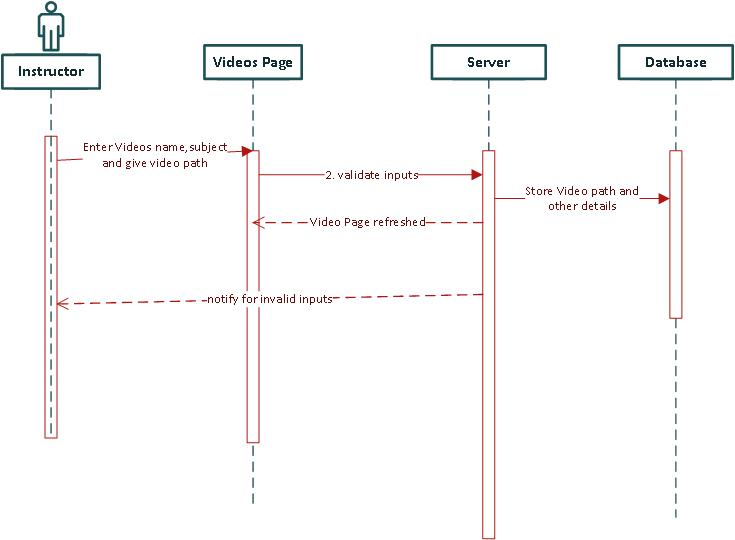 Instructor
Videos Page
Server
Database
Enter Videos name,subject
and give video path
2. validate inputs
Store Video path and
other details
Video Page refreshed
notify for invalid inputs